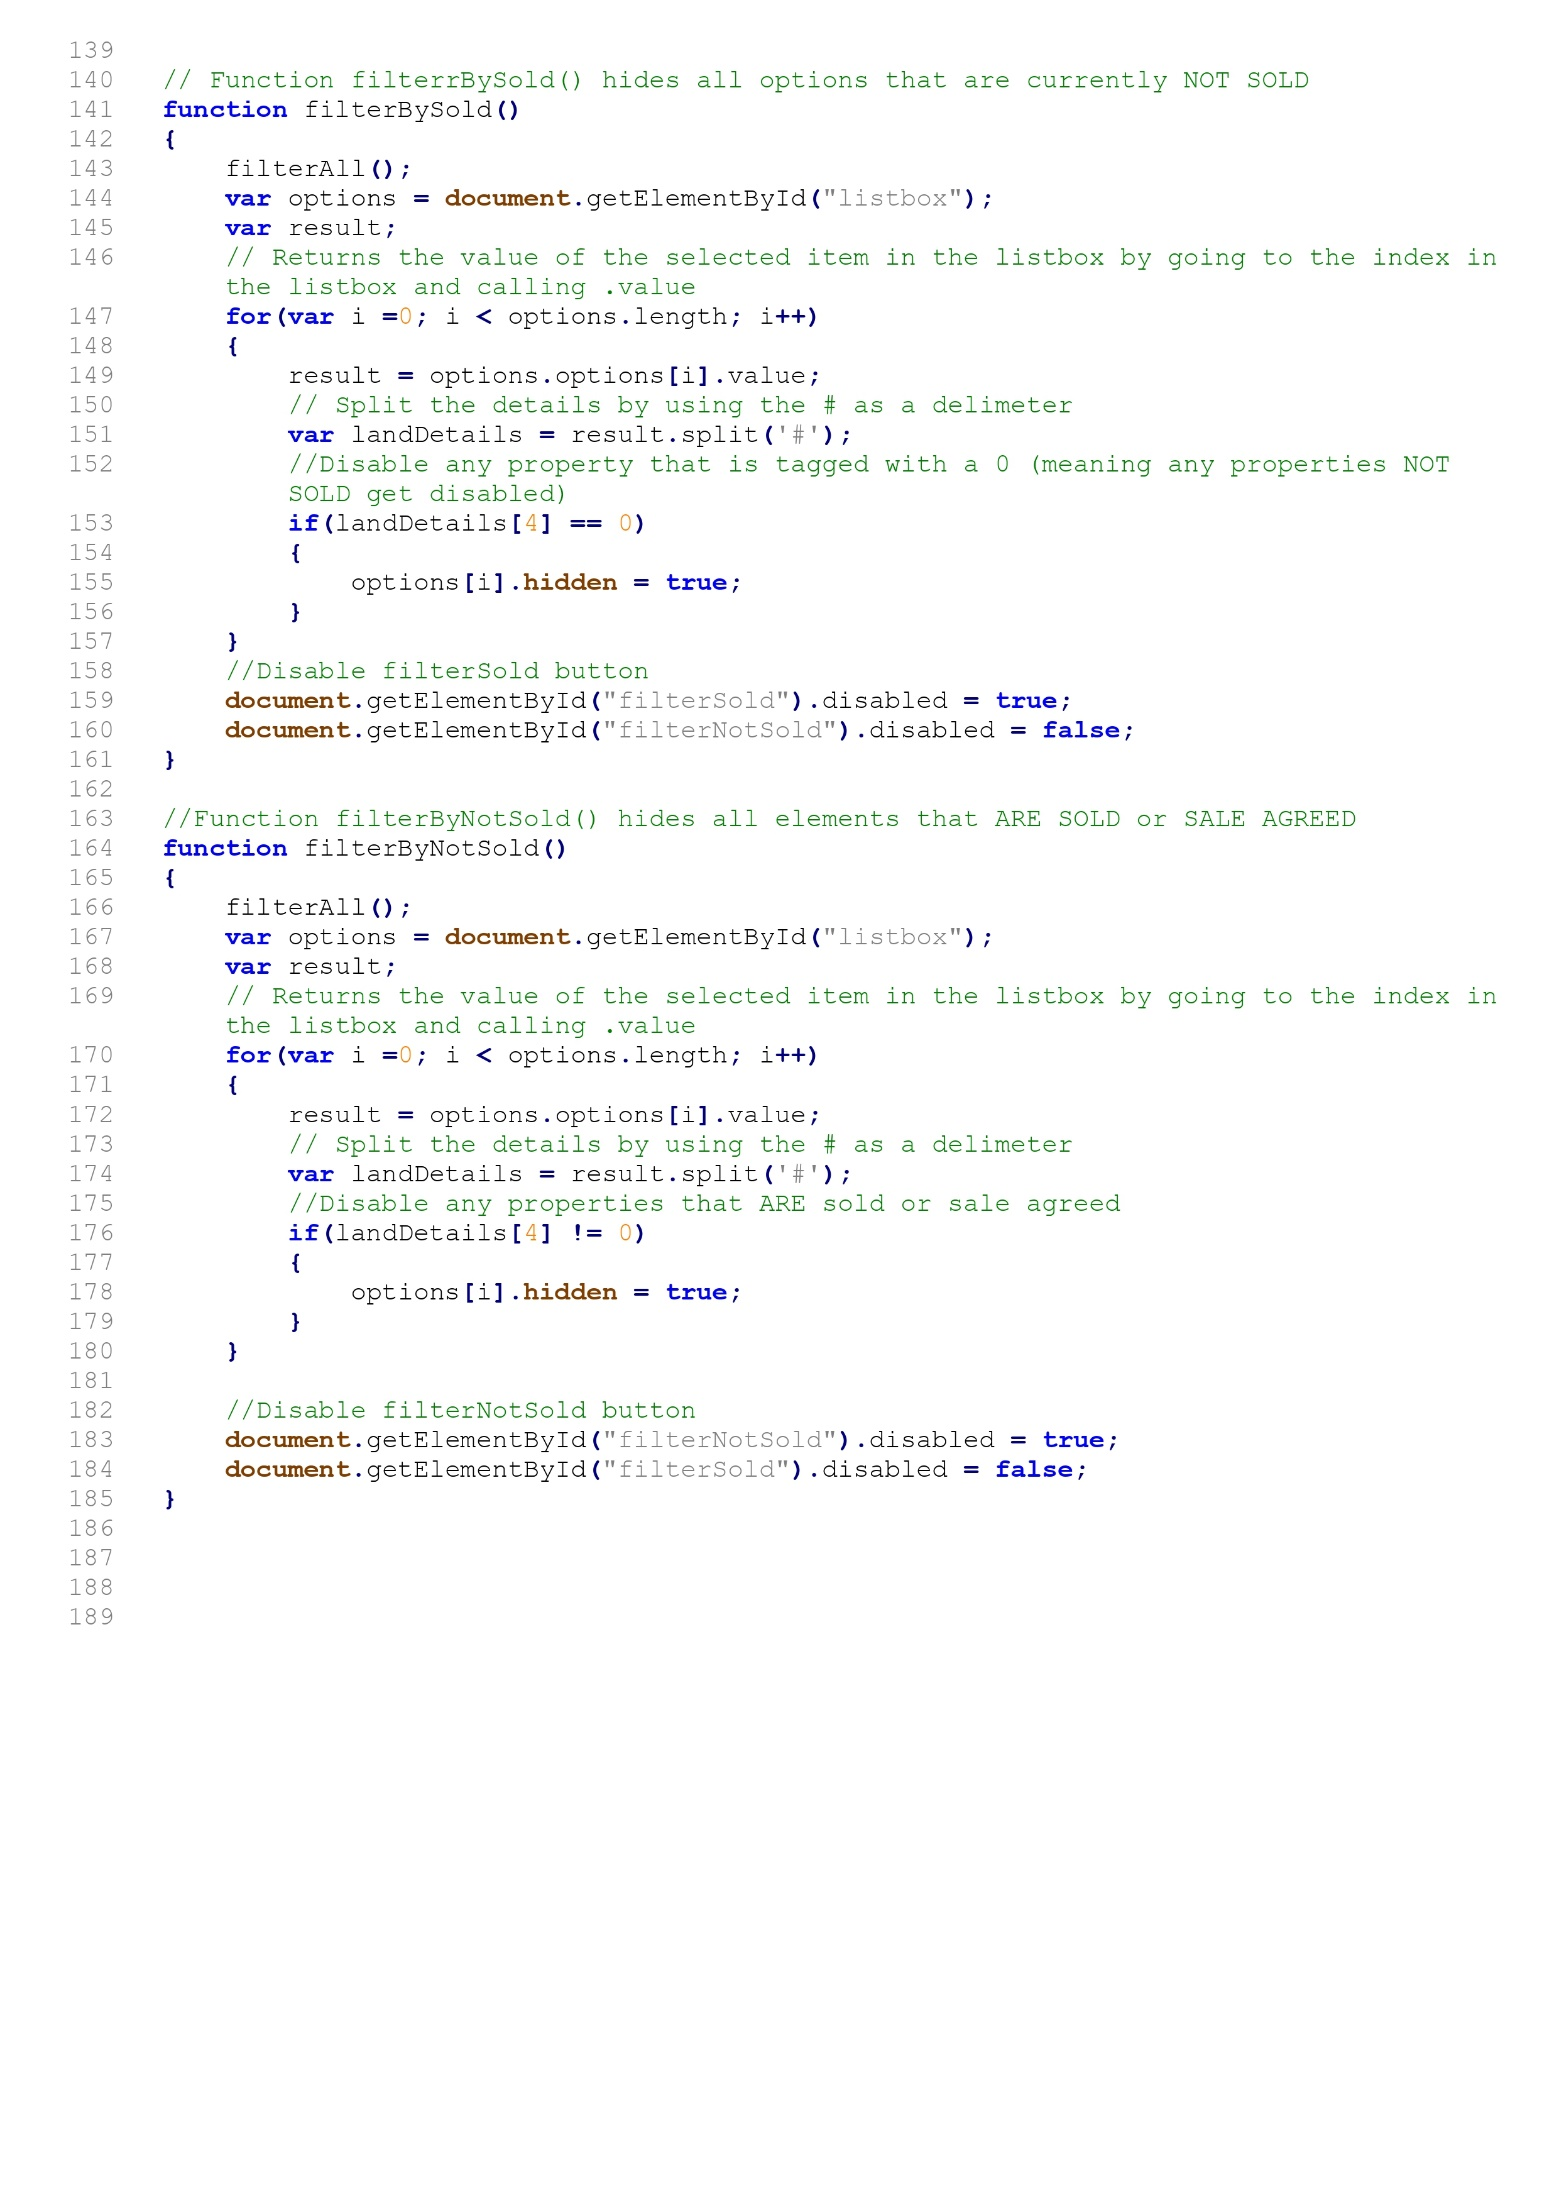 139
140 // Function filterrBySold() hides all options that are currently NOT SOLD
141 function filterBySold()
142 {
143     filterAll();
144     var options = document.getElementById("listbox");
145     var result;
146     // Returns the value of the selected item in the listbox by going to the index in
    the listbox and calling .value
147     for(var i =0; i < options.length; i++)
148     {
149         result = options.options[i].value;
150         // Split the details by using the # as a delimeter
151         var landDetails = result.split('#');
152         //Disable any property that is tagged with a 0 (meaning any properties NOT
        SOLD get disabled)
153         if(landDetails[4] == 0)
154         {
155             options[i].hidden = true;
156         }
157     }
158     //Disable filterSold button
159     document.getElementById("filterSold").disabled = true;
160     document.getElementById("filterNotSold").disabled = false;
161 }
162
163 //Function filterByNotSold() hides all elements that ARE SOLD or SALE AGREED
164 function filterByNotSold()
165 {
166     filterAll();
167     var options = document.getElementById("listbox");
168     var result;
169     // Returns the value of the selected item in the listbox by going to the index in
    the listbox and calling .value
170     for(var i =0; i < options.length; i++)
171     {
172         result = options.options[i].value;
173         // Split the details by using the # as a delimeter
174         var landDetails = result.split('#');
175         //Disable any properties that ARE sold or sale agreed
176         if(landDetails[4] != 0)
177         {
178             options[i].hidden = true;
179         }
180     }
181
182     //Disable filterNotSold button
183     document.getElementById("filterNotSold").disabled = true;
184     document.getElementById("filterSold").disabled = false;
185 }
186
187
188
189